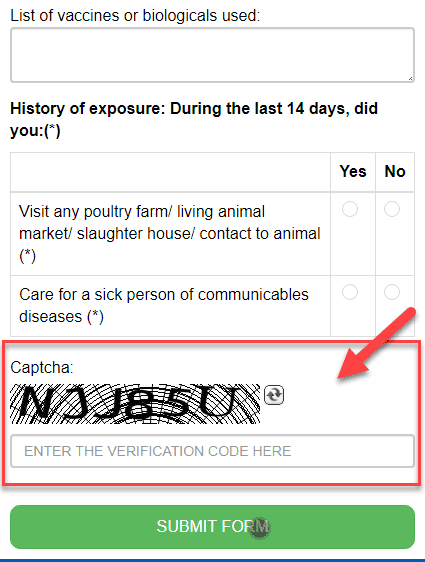 List of vaccines or biologicals used:
History of exposure: During the last 14 days, did
you:(*)
Yes No
Visit any poultry farm/ living animal
market/ slaughter house/ contact to animal
(*)
Care for a sick person of communicables
diseases (*)
Captcha:
ENTER THE VERIFICATION CODE HERE
SUBMIT FORM